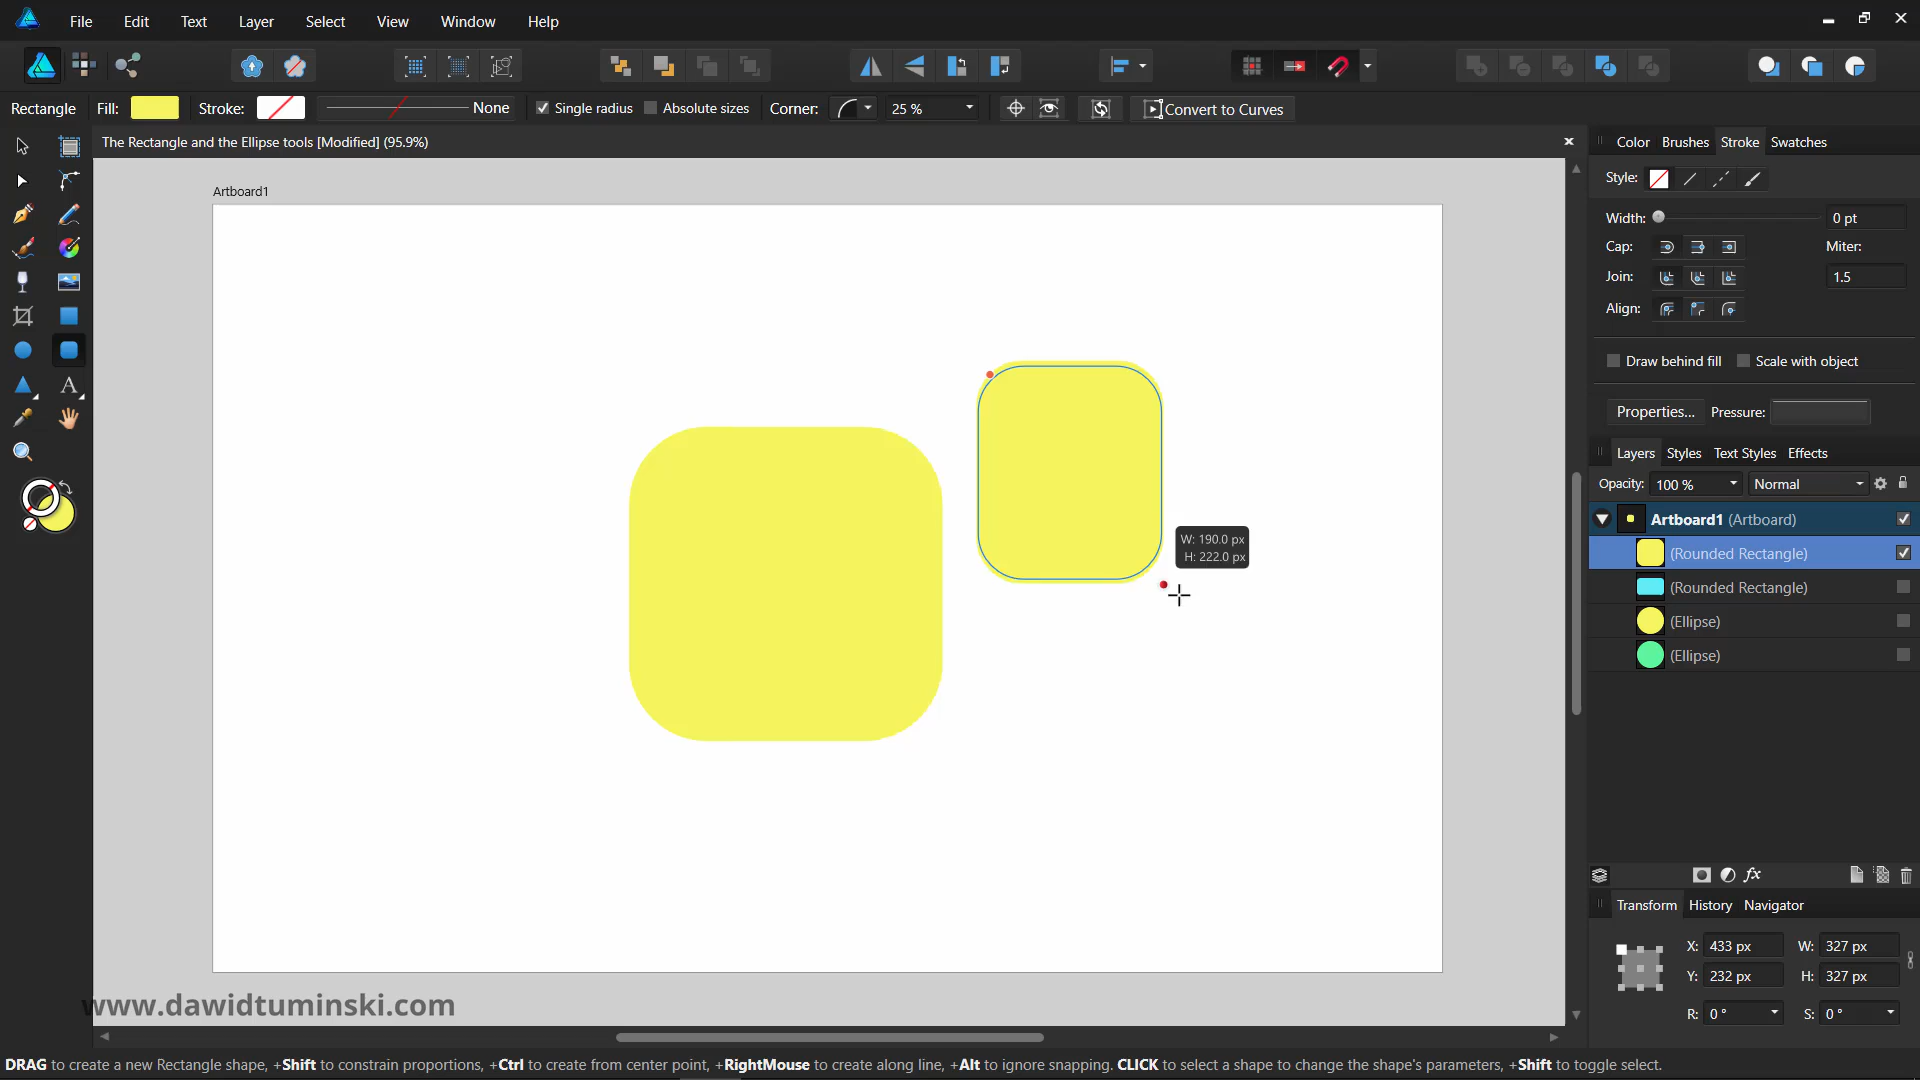 File Edit Text Layer Select View Window Help
Rectangle Fill: Stroke: None Single radius Absolute sizes Corner: 25 % Convert to Curves
The Rectangle and the Ellipse tools [Modified] (95.9%)
Color Brushes Stroke Swatches
Style:
Width: 0 pt
Cap: Miter:
Join: 1.5
Align:
Draw behind fill Scale with object
Properties... Pressure:
Layers Styles Text Styles Effects
Opacity: 100 % Normal
Artboard1 (Artboard)
(Rounded Rectangle)
(Rounded Rectangle)
(Ellipse)
(Ellipse)
Artboard1
W: 190.0 px
H: 222.0 px
A
fx
Transform History Navigator
X: 433 px W: 327 px
Y: 232 px H: 327 px
R: 0 ° S: 0 °
www.dawidtuminski.com
DRAG to create a new Rectangle shape, +Shift to constrain proportions, +Ctrl to create from center point, +RightMouse to create along line, +Alt to ignore snapping. CLICK to select a shape to change the shape's parameters, +Shift to toggle select.